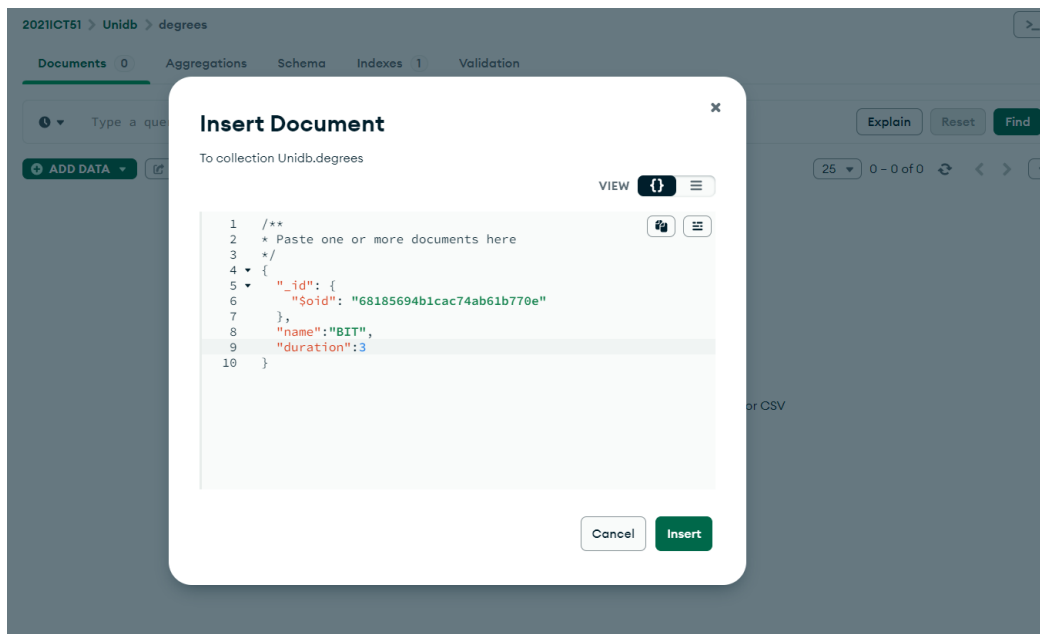 2021ICT51 > Unidb > degrees
>_
Documents 0 Aggregations Schema Indexes 1 Validation
Type a que
Explain Reset Find
ADD DATA
25 0 – 0 of 0
Insert Document
To collection Unidb.degrees
VIEW {}
1 /**
2 * Paste one or more documents here
3 */
4 {
5 "_id": {
6 "$oid": "68185694b1cac74ab61b770e"
7 },
8 "name":"BIT",
9 "duration":3
10 }
or CSV
Cancel Insert